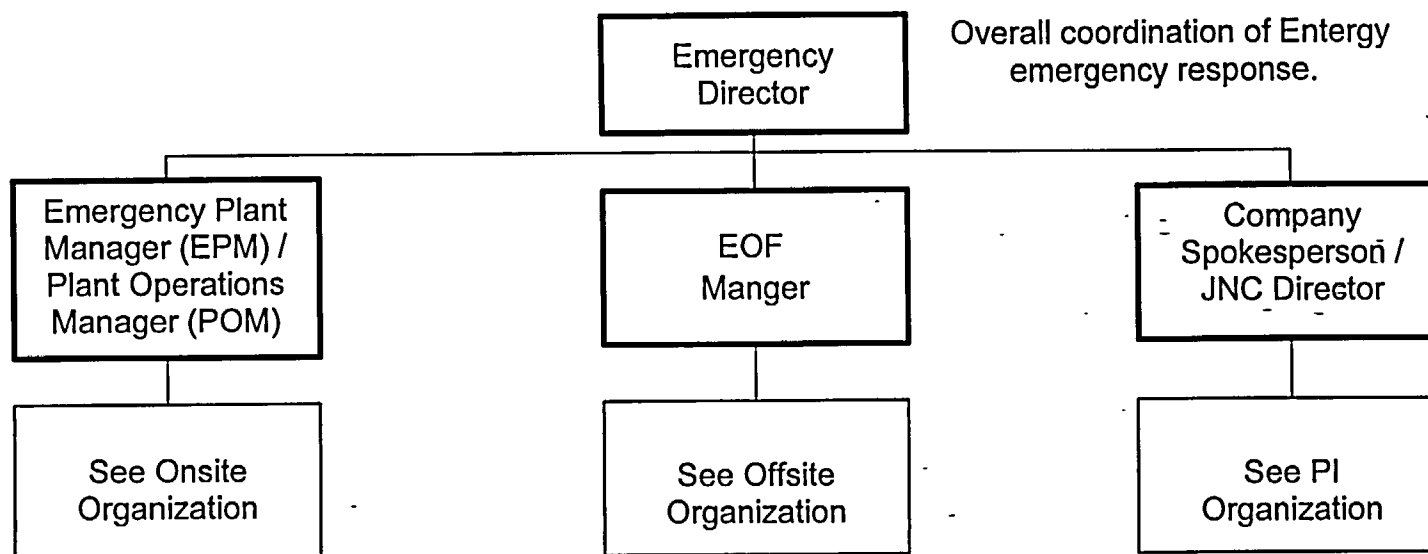 Emergency
Director
Overall coordination of Entergy
emergency response.
Emergency Plant
Manager (EPM) /
Plant Operations
Manager (POM)
EOF
Manger
Company
Spokesperson /
JNC Director
See Onsite
Organization
See Offsite
Organization
See PI
Organization